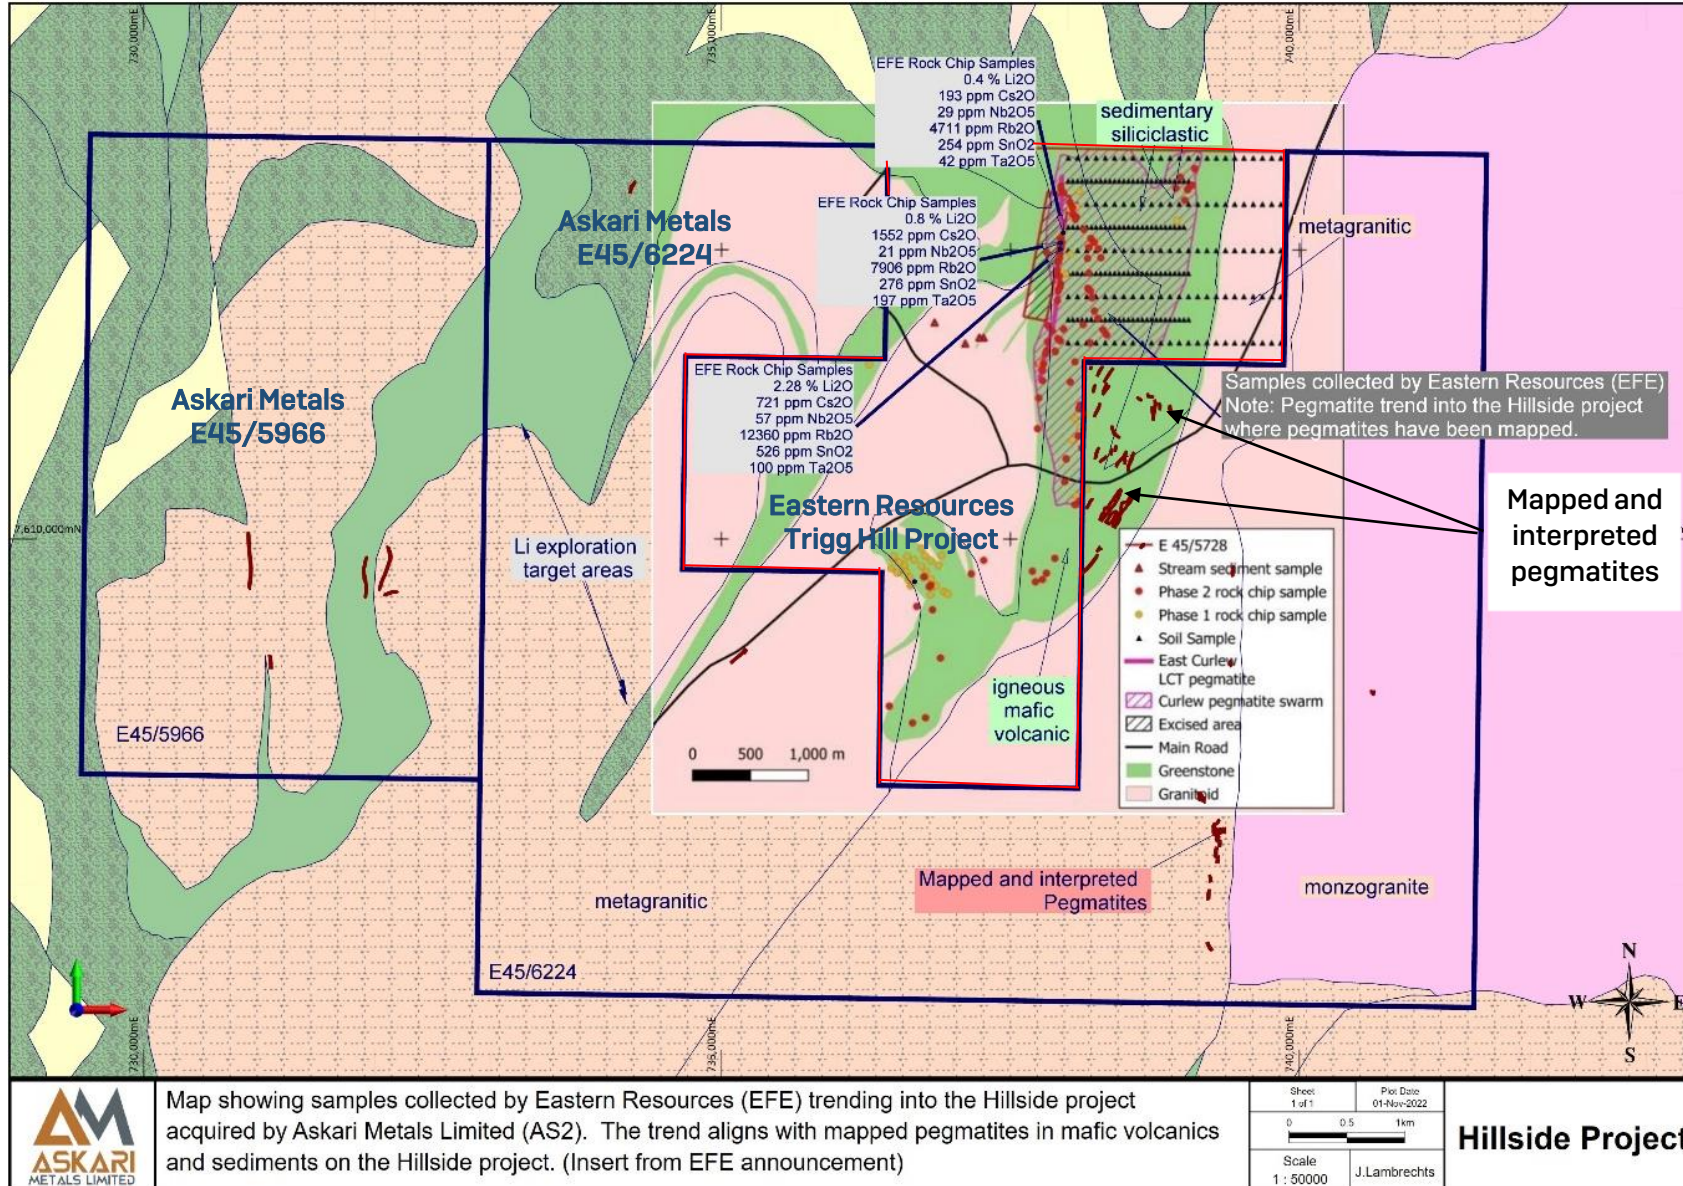 730,000mE
735,000mE
740,000mE
EFE Rock Chip Samples
0.4 % Li2O
193 ppm Cs2O
29 ppm Nb2O5
4711 ppm Rb2O
254 ppm SnO2
42 ppm Ta2O5
sedimentary
siliciclastic
EFE Rock Chip Samples
0.8 % Li2O
1552 ppm Cs2O
21 ppm Nb2O5
7906 ppm Rb2O
276 ppm SnO2
197 ppm Ta2O5
Askari Metals
E45/6224
metagranitic
EFE Rock Chip Samples
2.28 % Li2O
721 ppm Cs2O
57 ppm Nb2O5
12360 ppm Rb2O
526 ppm SnO2
100 ppm Ta2O5
Askari Metals
E45/5966
Samples collected by Eastern Resources (EFE)
Note: Pegmatite trend into the Hillside project
where pegmatites have been mapped.
Eastern Resources
Trigg Hill Project
Mapped and
interpreted
pegmatites
7,610,000mN
Li exploration
target areas
E 45/5728
Stream sediment sample
Phase 2 rock chip sample
Phase 1 rock chip sample
Soil Sample
East Curlew
LCT pegmatite
Curlew pegmatite swarm
Excised area
Main Road
Greenstone
Granitoid
igneous
mafic
volcanic
E45/5966
0 500 1,000 m
Mapped and interpreted
Pegmatites
metagranitic
monzogranite
E45/6224
N
W E
S
730,000mE
735,000mE
740,000mE
AM
ASKARI
METALS LIMITED
Map showing samples collected by Eastern Resources (EFE) trending into the Hillside project
acquired by Askari Metals Limited (AS2). The trend aligns with mapped pegmatites in mafic volcanics
and sediments on the Hillside project. (Insert from EFE announcement)
Sheet
1 of 1
Plot Date
01-Nov-2022
0 0.5 1km
Scale
1 : 50000
J.Lambrechts
Hillside Project